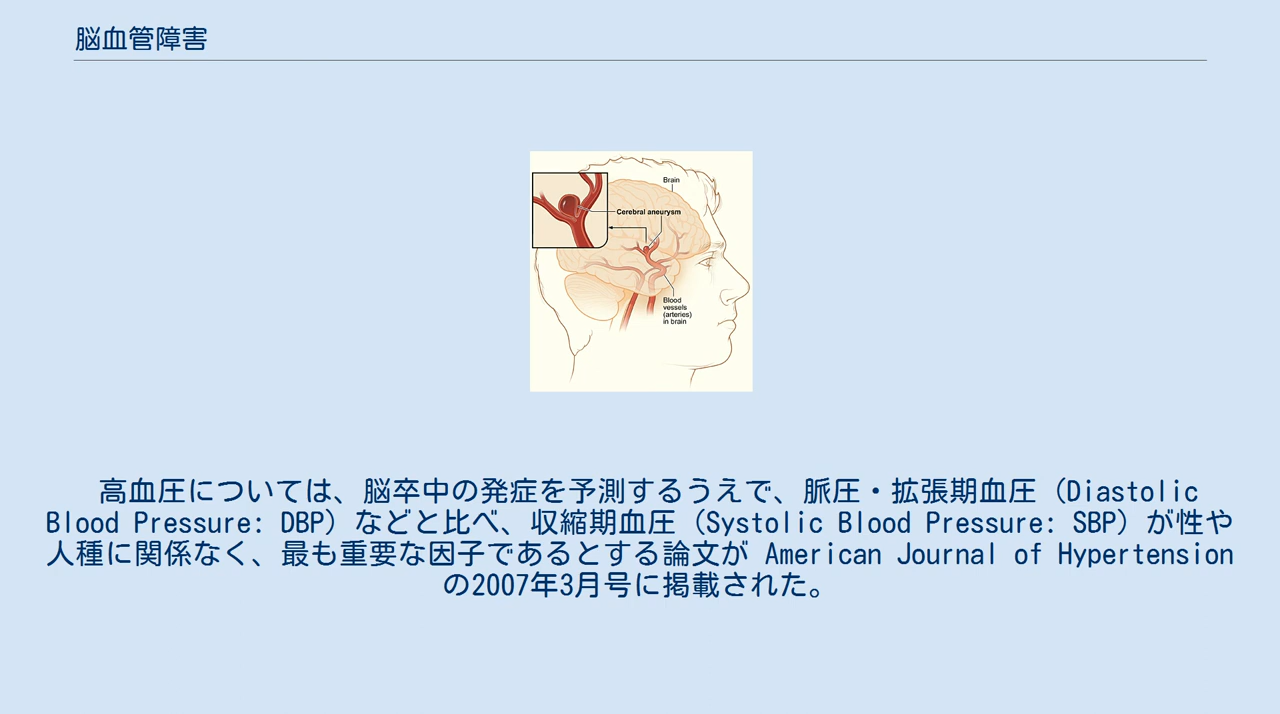 脳血管障害
Brain
Cerebral aneurysm
Blood
vessels
(arteries)
in brain
高血圧については、脳卒中の発症を予測するうえで、脈圧・拡張期血圧（Diastolic
Blood Pressure: DBP）などと比べ、収縮期血圧（Systolic Blood Pressure: SBP）が性や
人種に関係なく、最も重要な因子であるとする論文が American Journal of Hypertension
の2007年3月号に掲載された。